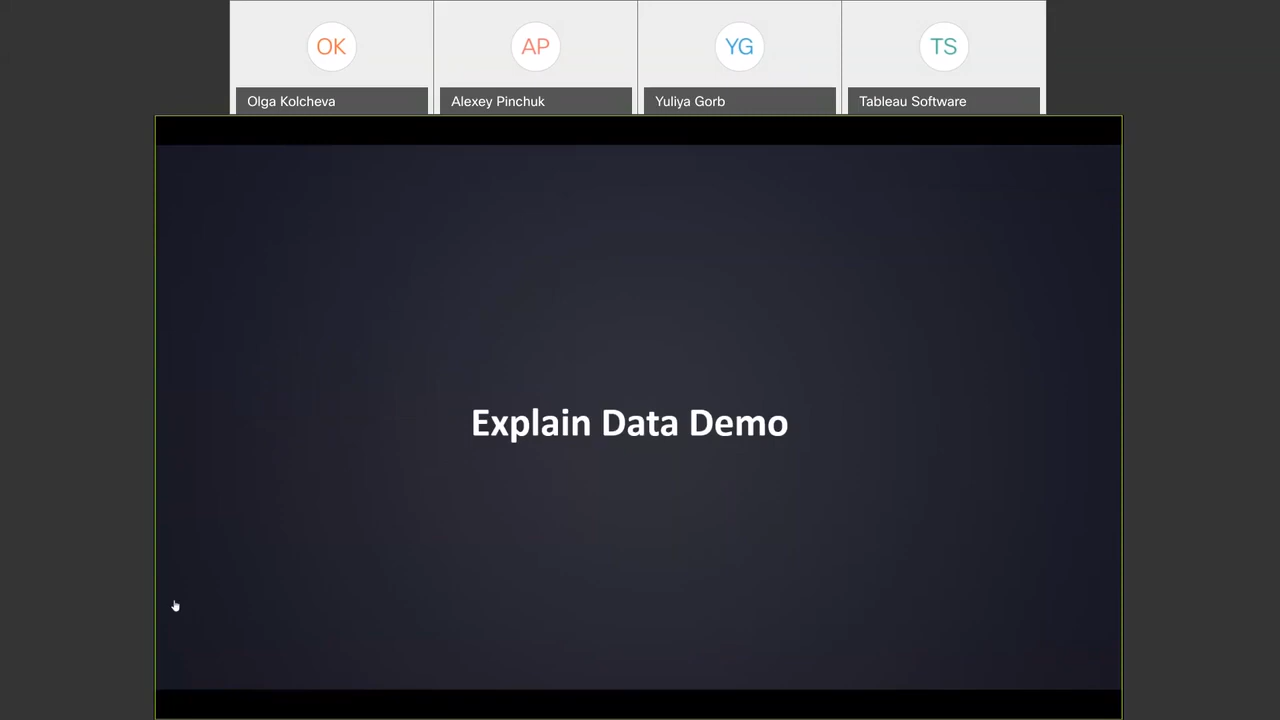 OK
AP
YG
TS
Olga Kolcheva
Alexey Pinchuk
Yuliya Gorb
Tableau Software
Explain Data Demo